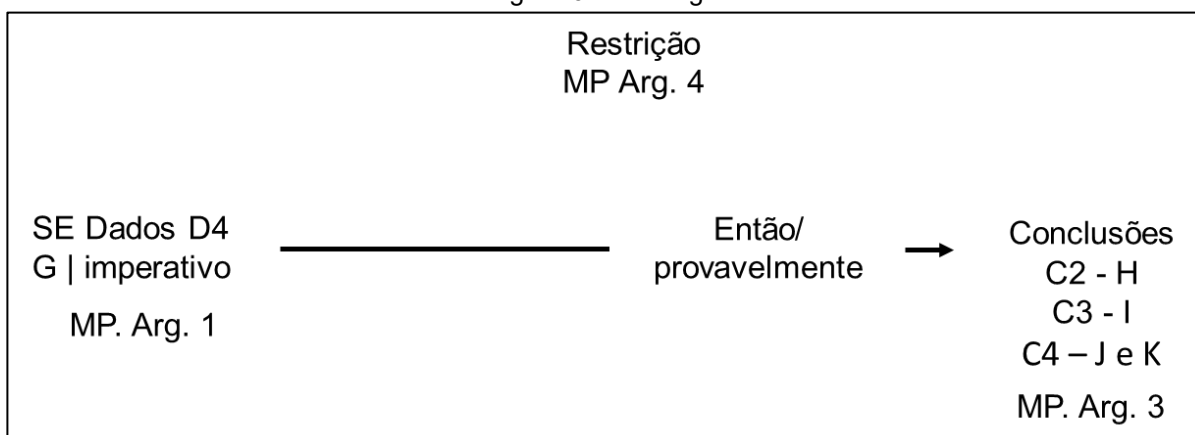 Restrição
MP Arg. 4
SE Dados D4
G | imperativo
MP. Arg. 1
Então/
provavelmente
Conclusões
C2 - H
C3 - I
C4 – J e K
MP. Arg. 3